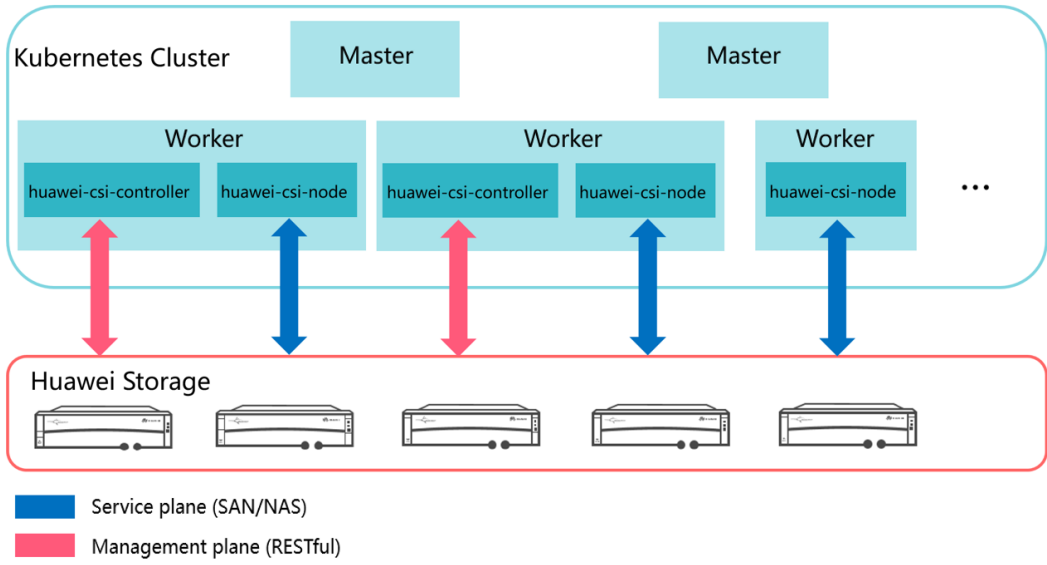 Kubernetes Cluster
Master
Master
Worker
Worker
Worker
huawei-csi-controller
huawei-csi-node
huawei-csi-controller
huawei-csi-node
huawei-csi-node
...
Huawei Storage
Service plane (SAN/NAS)
Management plane (RESTful)